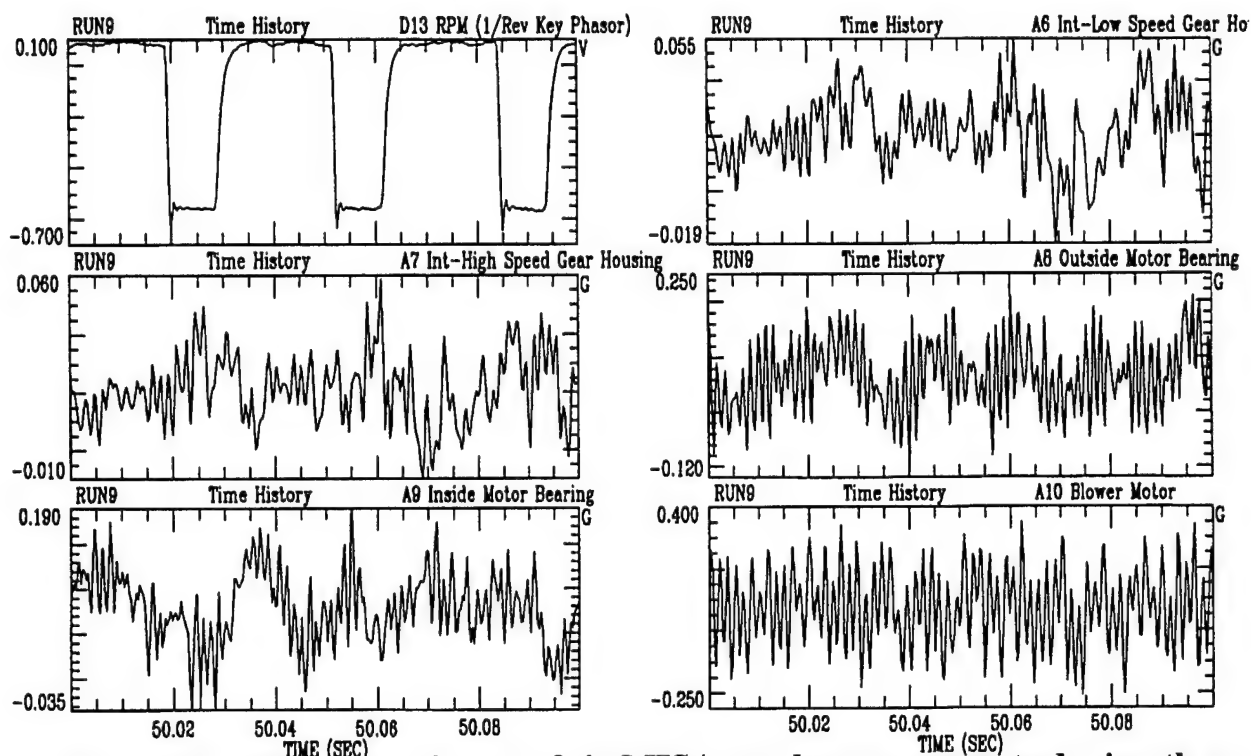 RUN9 Time History D13 RPM (1/Rev Key Phasor)
0.100 V
-0.700
RUN9 Time History A6 Int-Low Speed Gear Ho
0.055 G
-0.019
RUN9 Time History A7 Int-High Speed Gear Housing
0.060 G
-0.010
RUN9 Time History A8 Outside Motor Bearing
0.250 G
-0.120
RUN9 Time History A9 Inside Motor Bearing
0.190 G
-0.035
50.02 50.04 50.06 50.08
TIME (SEC)
RUN9 Time History A10 Blower Motor
0.400 G
-0.250
50.02 50.04 50.06 50.08
TIME (SEC)